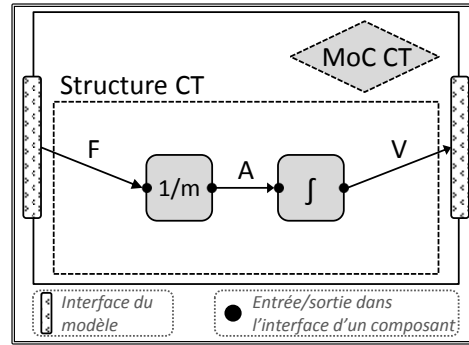 MoC CT
Structure CT
F
A
V
1/m
∫
Interface du
modèle
Entrée/sortie dans
l'interface d'un composant